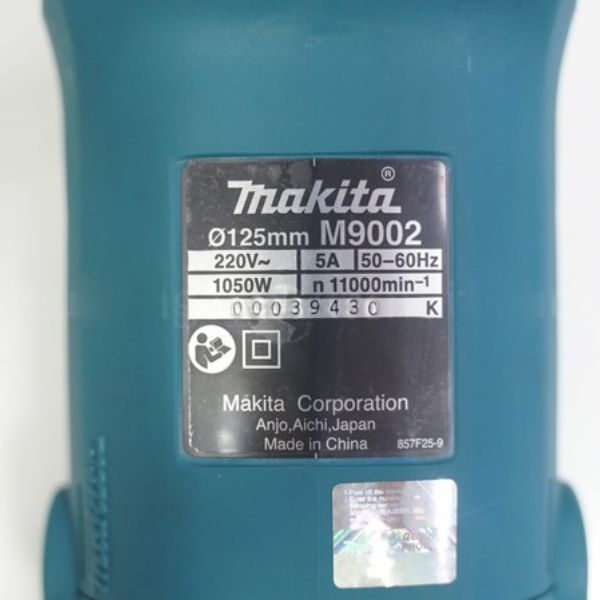 Makita®
Ø125mm M9002
220V~ 5A 50–60Hz
1050W n 11000min⁻¹
00039430 K
Makita Corporation
Anjo,Aichi,Japan
Made in China 857F25-9
makita